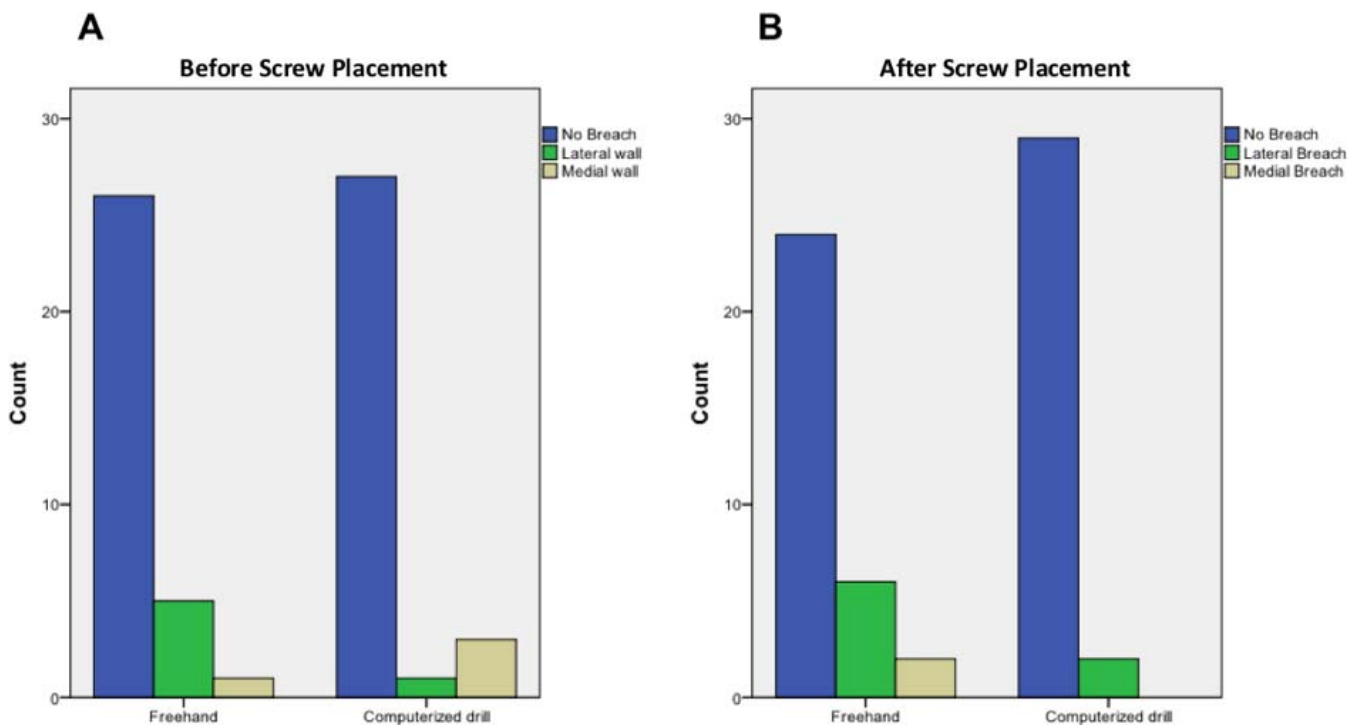 A
Before Screw Placement
30
20
10
0
Count
Freehand
Computerized drill
No Breach
Lateral wall
Medial wall
B
After Screw Placement
30
20
10
0
Count
Freehand
Computerized drill
No Breach
Lateral Breach
Medial Breach